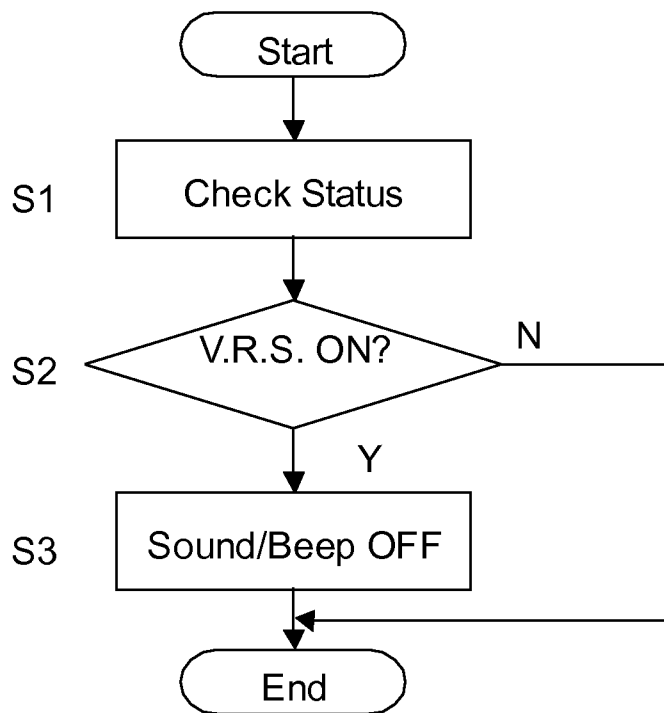 Start
S1
Check Status
S2
V.R.S. ON?
N
Y
S3
Sound/Beep OFF
End